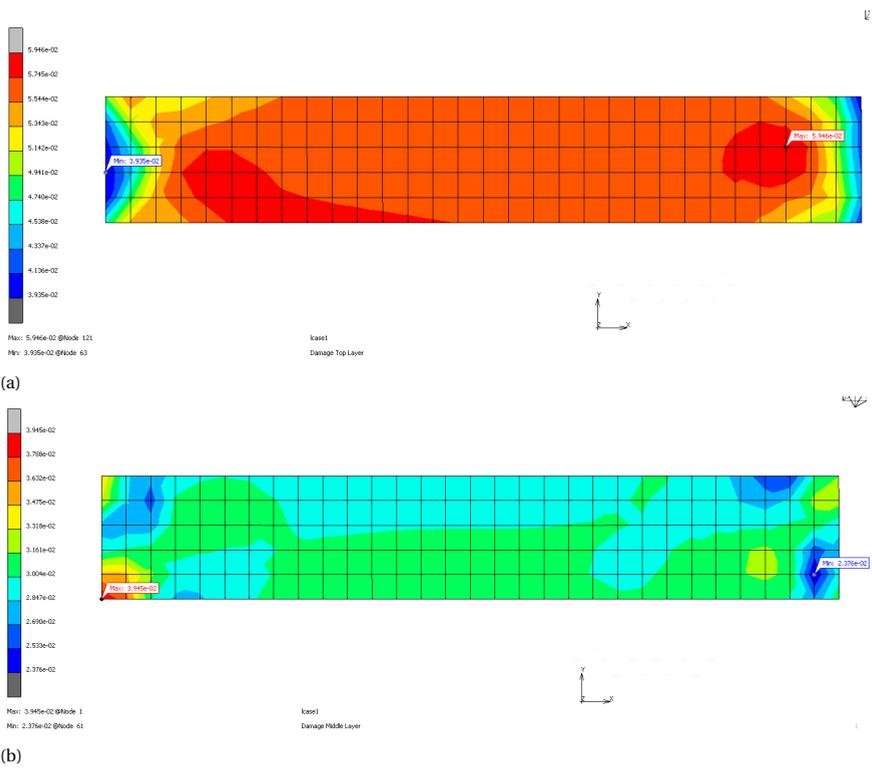 5.946e-02
5.745e-02
5.544e-02
5.343e-02
5.142e-02
4.941e-02
4.740e-02
4.538e-02
4.337e-02
4.136e-02
3.935e-02
Min: 3.935e-02
Max: 5.946e-02
Y
Z
X
Max: 5.946e-02 @Node 121
Min: 3.935e-02 @Node 63
lcase1
Damage Top Layer
(a)
3.945e-02
3.788e-02
3.632e-02
3.475e-02
3.318e-02
3.161e-02
3.004e-02
2.847e-02
2.690e-02
2.533e-02
2.376e-02
Max: 3.945e-02
Min: 2.376e-02
Y
Z
X
Max: 3.945e-02 @Node 1
Min: 2.376e-02 @Node 61
lcase1
Damage Middle Layer
(b)